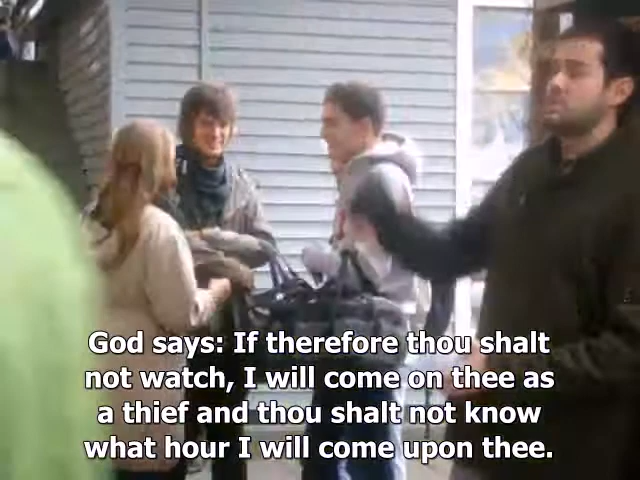 God says: If therefore thou shalt
not watch, I will come on thee as
a thief and thou shalt not know
what hour I will come upon thee.